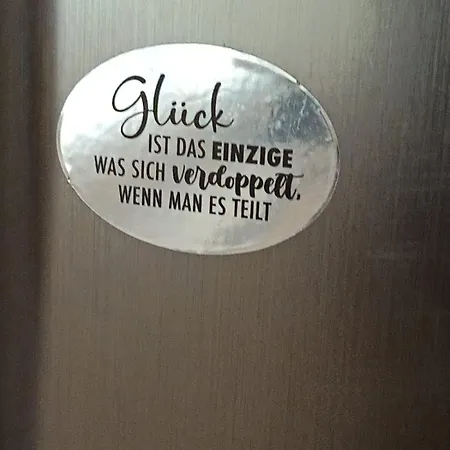 Glück
IST DAS EINZIGE
WAS SICH verdoppelt,
WENN MAN ES TEILT